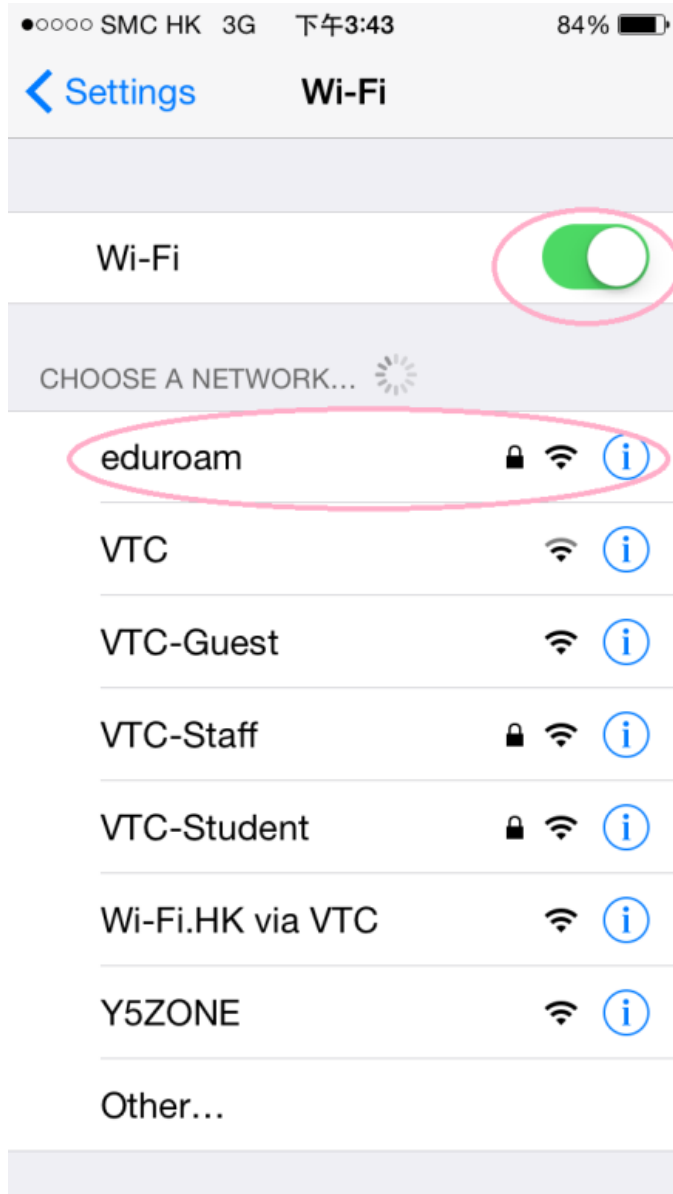 SMC HK 3G 下午3:43 84%
Settings Wi-Fi
Wi-Fi
CHOOSE A NETWORK...
eduroam
VTC
VTC-Guest
VTC-Staff
VTC-Student
Wi-Fi.HK via VTC
Y5ZONE
Other...